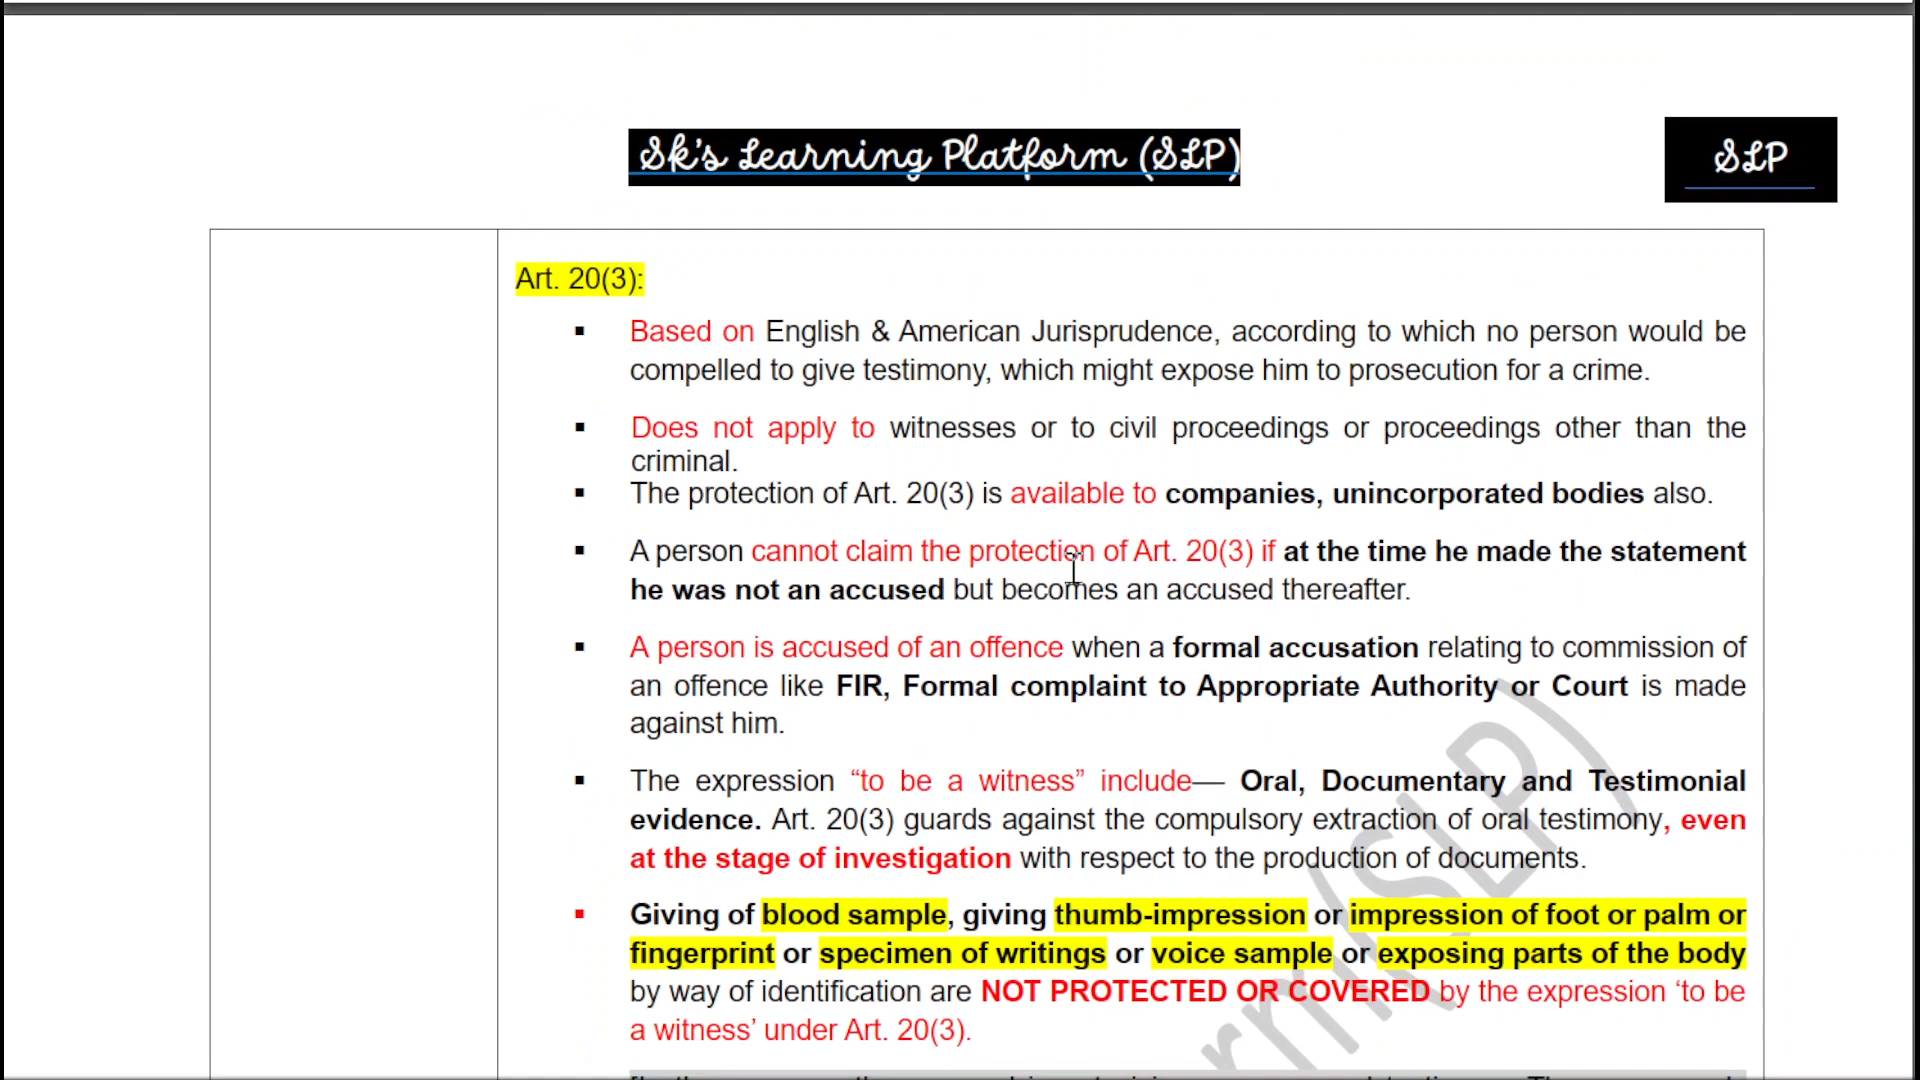 Sk's Learning Platform (SLP)
SLP
Art. 20(3):
▪ Based on English & American Jurisprudence, according to which no person would be
compelled to give testimony, which might expose him to prosecution for a crime.
▪ Does not apply to witnesses or to civil proceedings or proceedings other than the
criminal.
▪ The protection of Art. 20(3) is available to companies, unincorporated bodies also.
▪ A person cannot claim the protection of Art. 20(3) if at the time he made the statement
he was not an accused but becomes an accused thereafter.
▪ A person is accused of an offence when a formal accusation relating to commission of
an offence like FIR, Formal complaint to Appropriate Authority or Court is made
against him.
▪ The expression “to be a witness” include— Oral, Documentary and Testimonial
evidence. Art. 20(3) guards against the compulsory extraction of oral testimony, even
at the stage of investigation with respect to the production of documents.
▪ Giving of blood sample, giving thumb-impression or impression of foot or palm or
fingerprint or specimen of writings or voice sample or exposing parts of the body
by way of identification are NOT PROTECTED OR COVERED by the expression ‘to be
a witness’ under Art. 20(3).
rm(SLP)